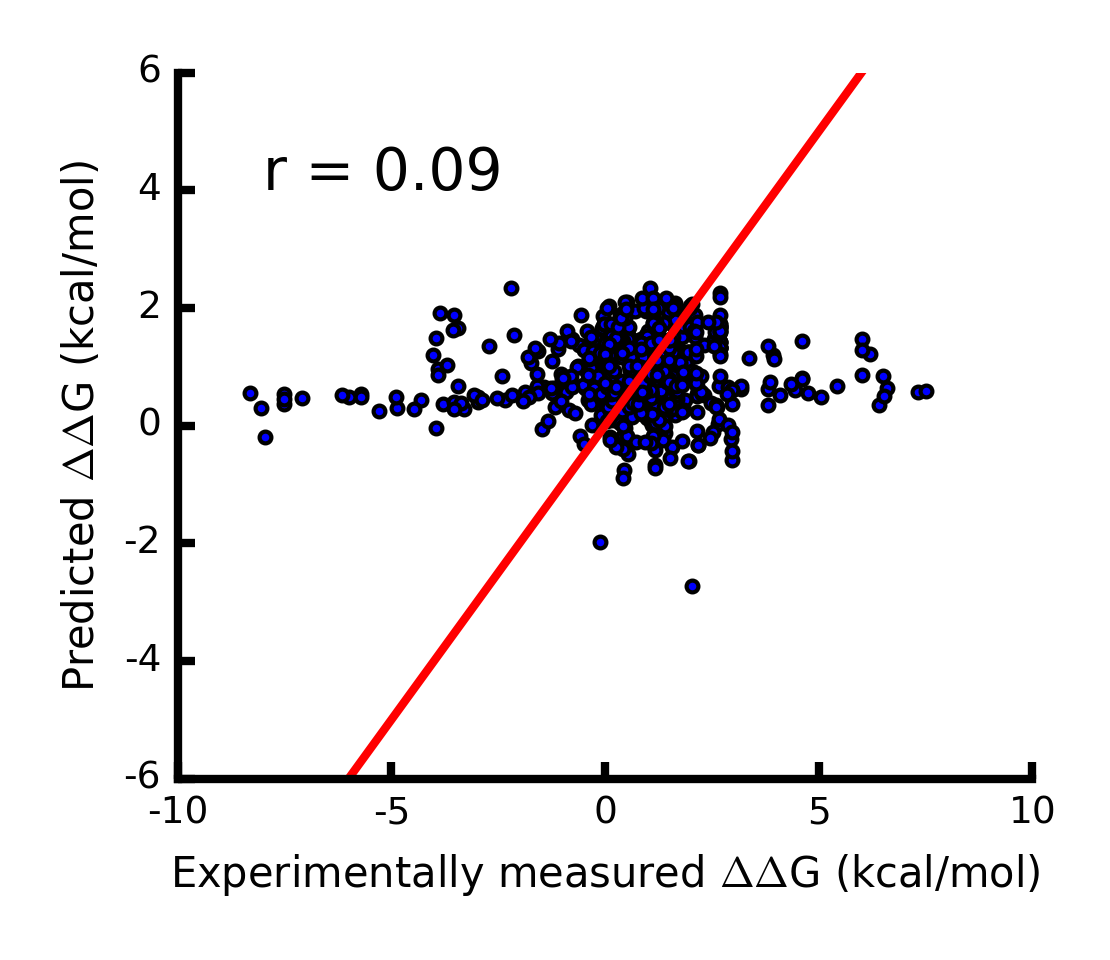 6
r = 0.09
4
2
0
-2
-4
-6
Predicted ΔΔG (kcal/mol)
-10 -5 0 5 10
Experimentally measured ΔΔG (kcal/mol)